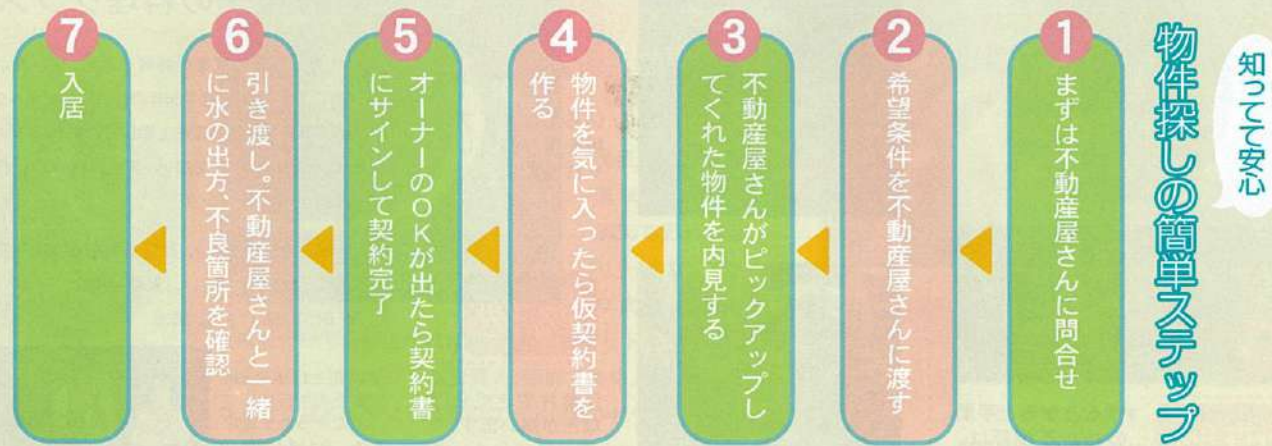 知ってて安心
物件探しの簡単ステップ
1
まずは不動産屋さんに問合せ
2
希望条件を不動産屋さんに渡す
3
不動産屋さんがピックアップし
てくれた物件を内見する
4
物件を気に入ったら仮契約書を
作る
5
オーナーのOKが出たら契約書
にサインして契約完了
6
引き渡し。不動産屋さんと一緒
に水の出方、不良箇所を確認
7
入居